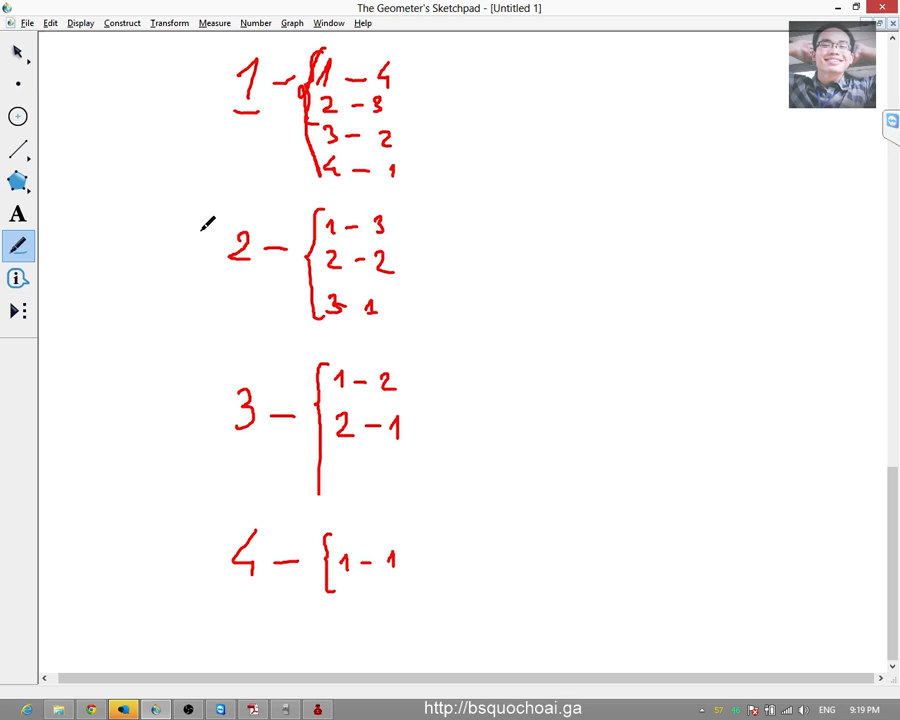 The Geometer's Sketchpad - [Untitled 1]
File Edit Display Construct Transform Measure Number Graph Window Help
1 - 1 - 4
2 - 3
3 - 2
4 - 1
2 - 1 - 3
2 - 2
3 - 1
3 - 1 - 2
2 - 1
4 - 1 - 1
A
http://bsquochoai.ga
57 46 ENG 9:19 PM